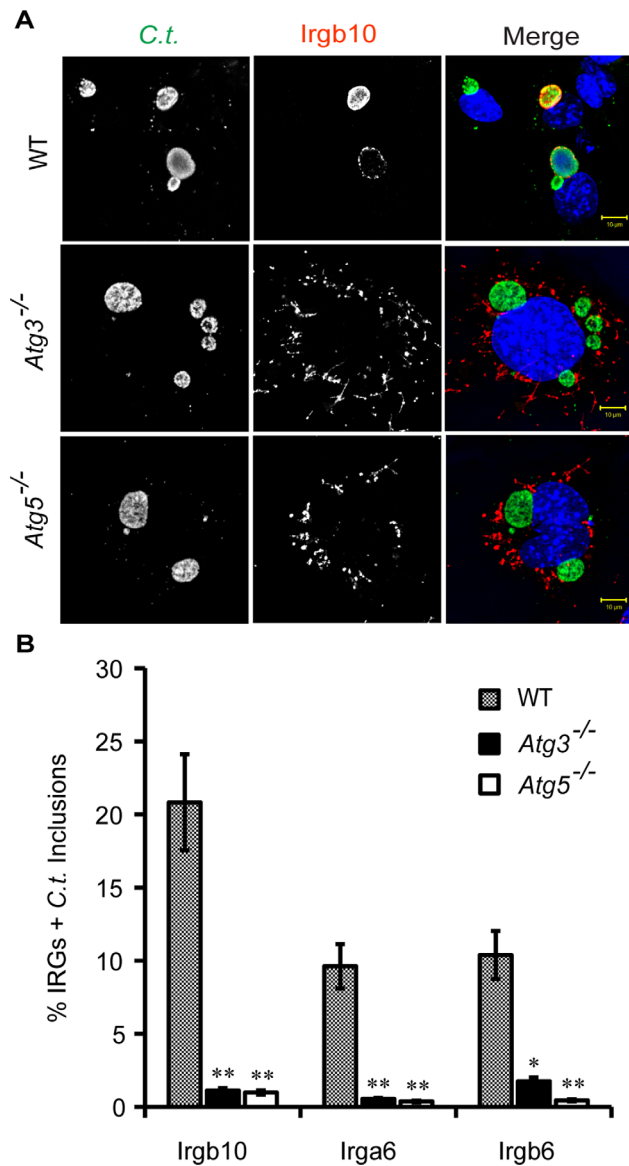 A
C.t. Irgb10 Merge
WT
10 µm
Atg3-/-
10 µm
Atg5-/-
10 µm
B
30
25
20
15
10
5
0
% IRGs + C.t. Inclusions
WT
Atg3-/-
Atg5-/-
** ** ** ** * **
Irgb10 Irga6 Irgb6